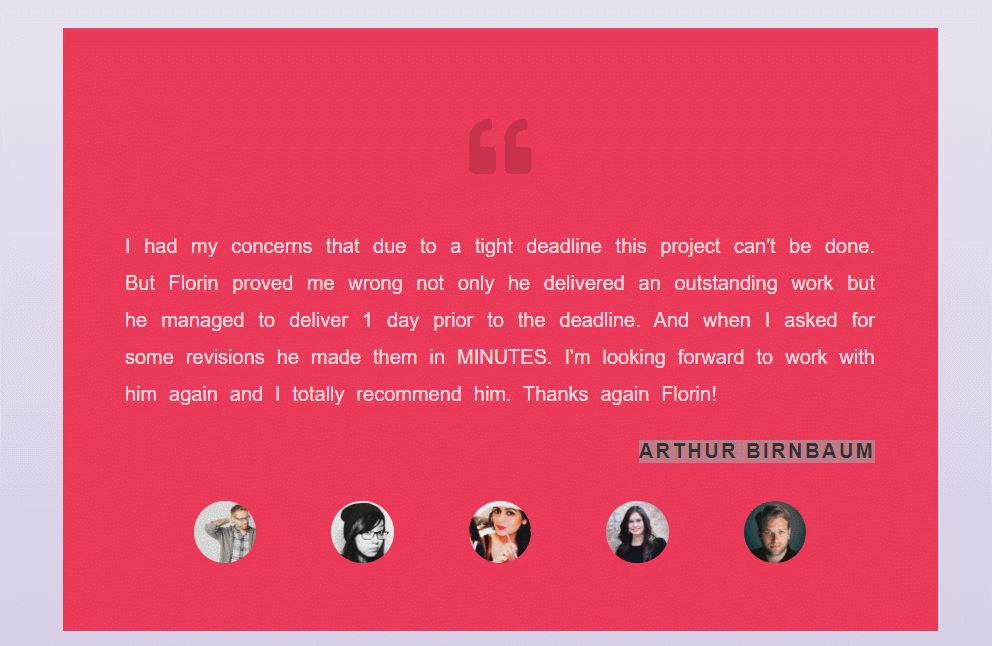 I had my concerns that due to a tight deadline this project can't be done.
But Florin proved me wrong not only he delivered an outstanding work but
he managed to deliver 1 day prior to the deadline. And when I asked for
some revisions he made them in MINUTES. I'm looking forward to work with
him again and I totally recommend him. Thanks again Florin!
ARTHUR BIRNBAUM